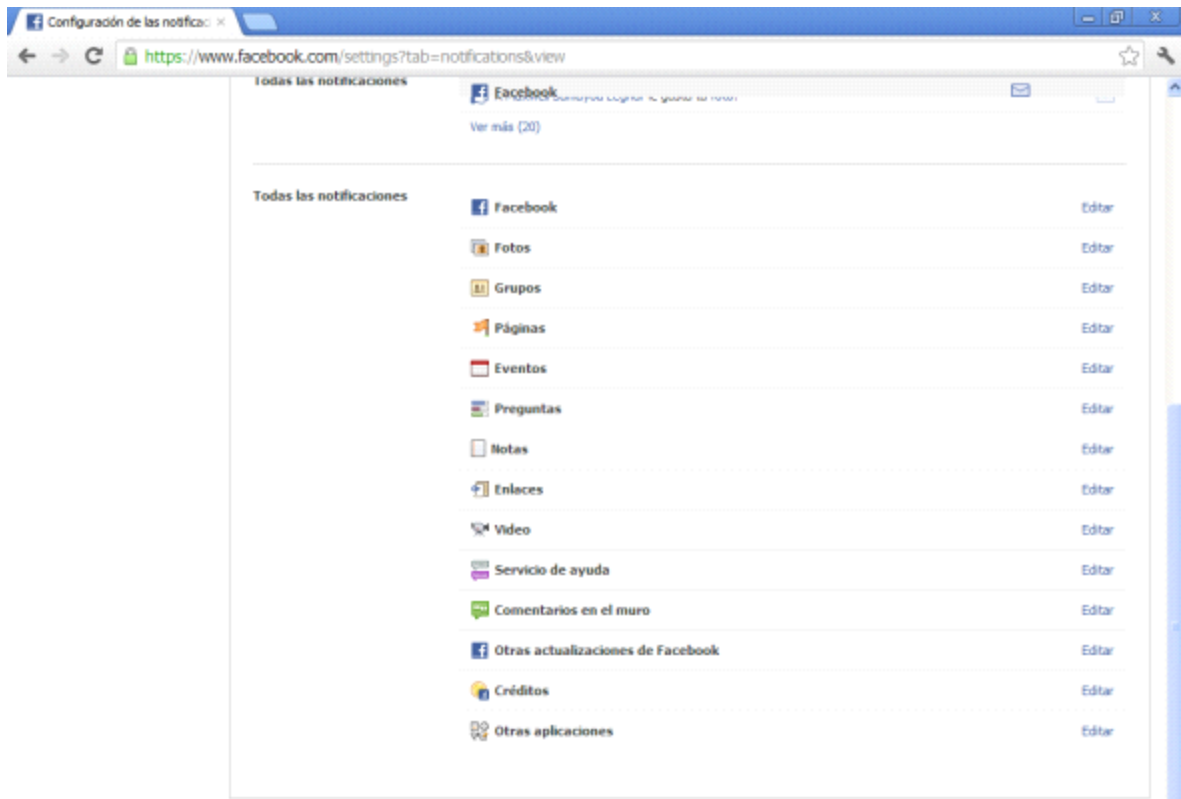 Configuración de las notificac
https://www.facebook.com/settings?tab=notifications&view
Todas las notificaciones
Facebook
Ver más (20)
Todas las notificaciones
Facebook Editar
Fotos Editar
Grupos Editar
Páginas Editar
Eventos Editar
Preguntas Editar
Notas Editar
Enlaces Editar
Video Editar
Servicio de ayuda Editar
Comentarios en el muro Editar
Otras actualizaciones de Facebook Editar
Créditos Editar
Otras aplicaciones Editar